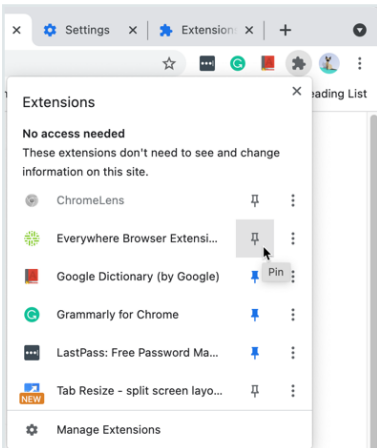 Settings
Extension
Extensions
eading List
No access needed
These extensions don't need to see and change
information on this site.
ChromeLens
Everywhere Browser Extensi...
Pin
Google Dictionary (by Google)
Grammarly for Chrome
LastPass: Free Password Ma...
Tab Resize - split screen layo...
NEW
Manage Extensions